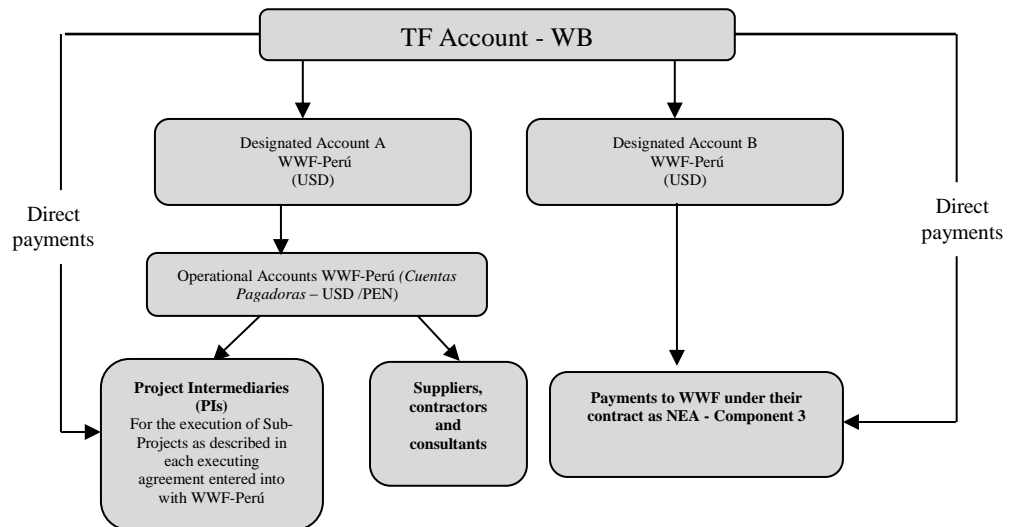 TF Account - WB
Designated Account A
WWF-Perú
(USD)
Designated Account B
WWF-Perú
(USD)
Direct
payments
Direct
payments
Operational Accounts WWF-Perú (Cuentas
Pagadoras – USD /PEN)
Project Intermediaries
(PIs)
For the execution of Sub-
Projects as described in
each executing
agreement entered into
with WWF-Perú
Suppliers,
contractors
and
consultants
Payments to WWF under their
contract as NEA - Component 3